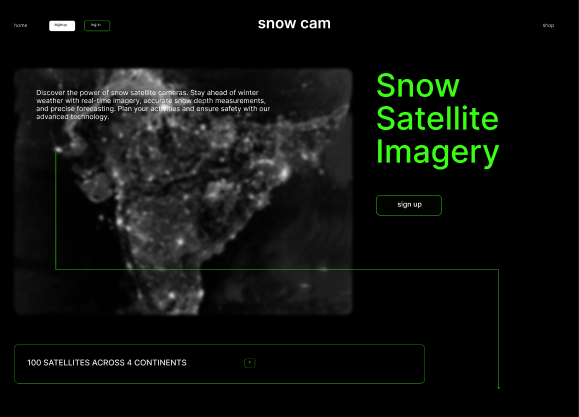 home
signup
log in
snow cam
shop
Discover the power of snow satellite cameras. Stay ahead of winter
weather with real-time imagery, accurate snow depth measurements,
and precise forecasting. Plan your activities and ensure safety with our
advanced technology.
Snow
Satellite
Imagery
sign up
100 SATELLITES ACROSS 4 CONTINENTS